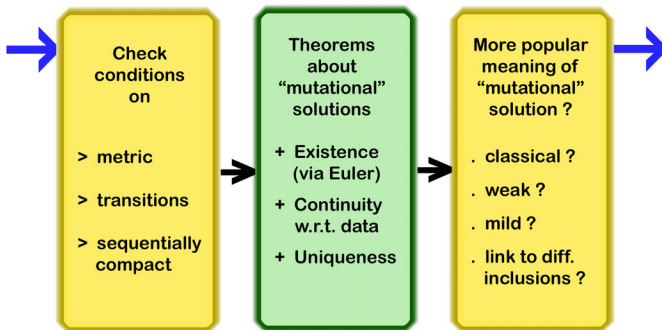 Check
conditions
on
> metric
> transitions
> sequentially
compact
Theorems
about
“mutational”
solutions
+ Existence
(via Euler)
+ Continuity
w.r.t. data
+ Uniqueness
More popular
meaning of
“mutational”
solution ?
. classical ?
. weak ?
. mild ?
. link to diff.
inclusions ?